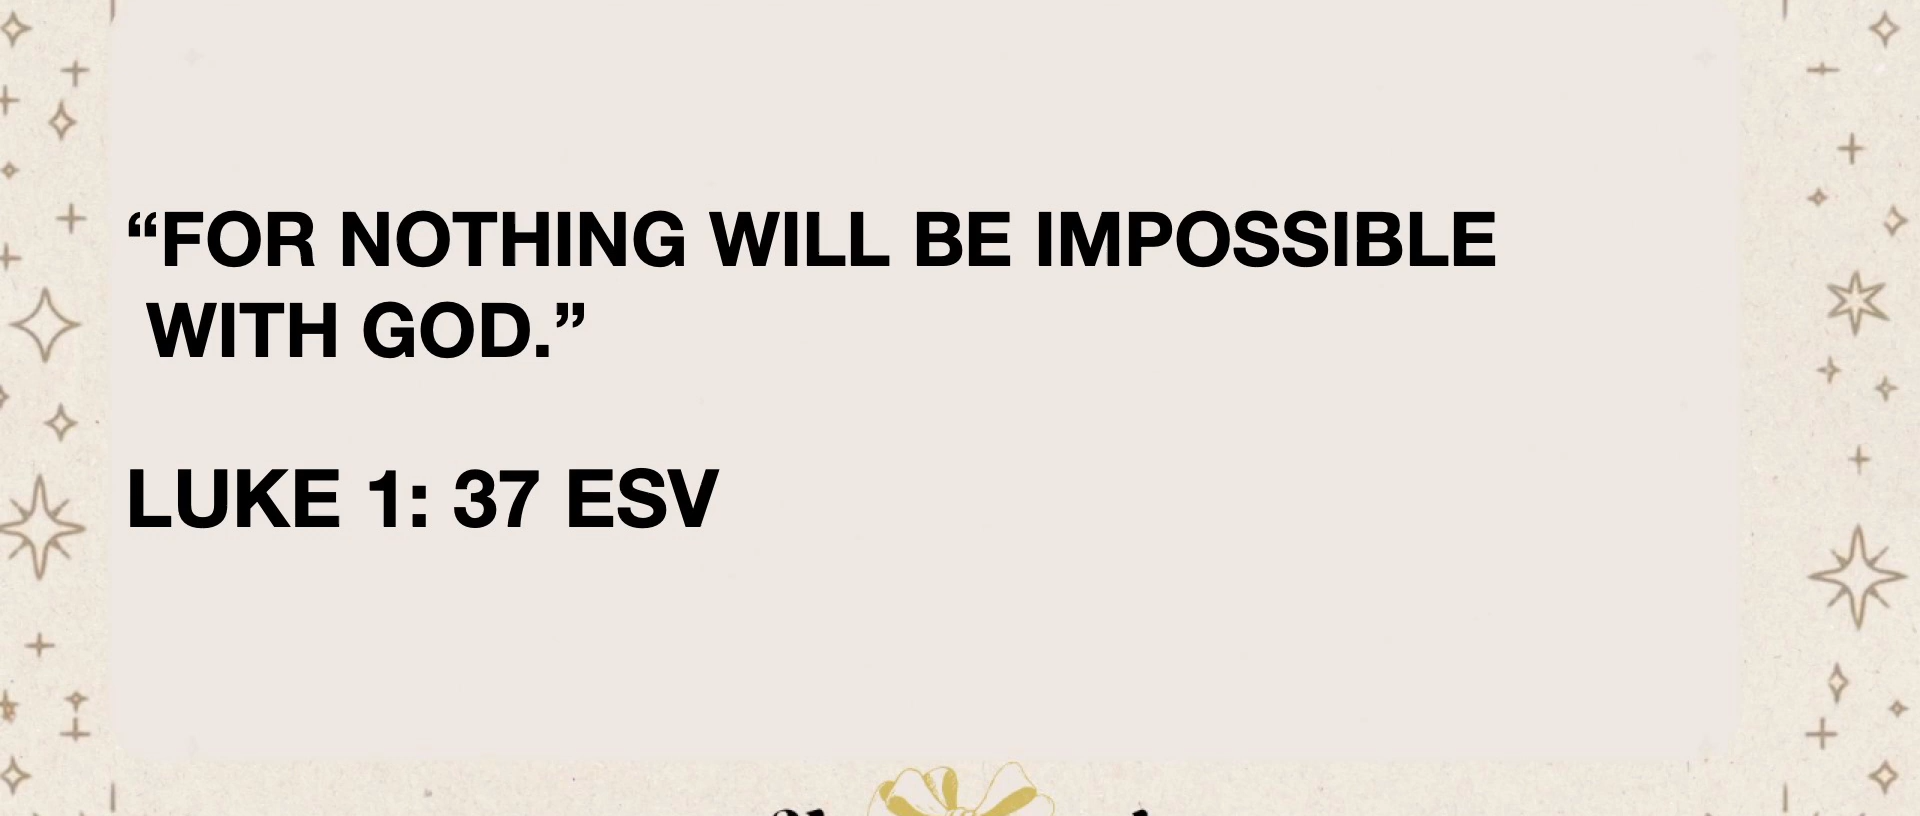 “FOR NOTHING WILL BE IMPOSSIBLE
WITH GOD.”
LUKE 1: 37 ESV